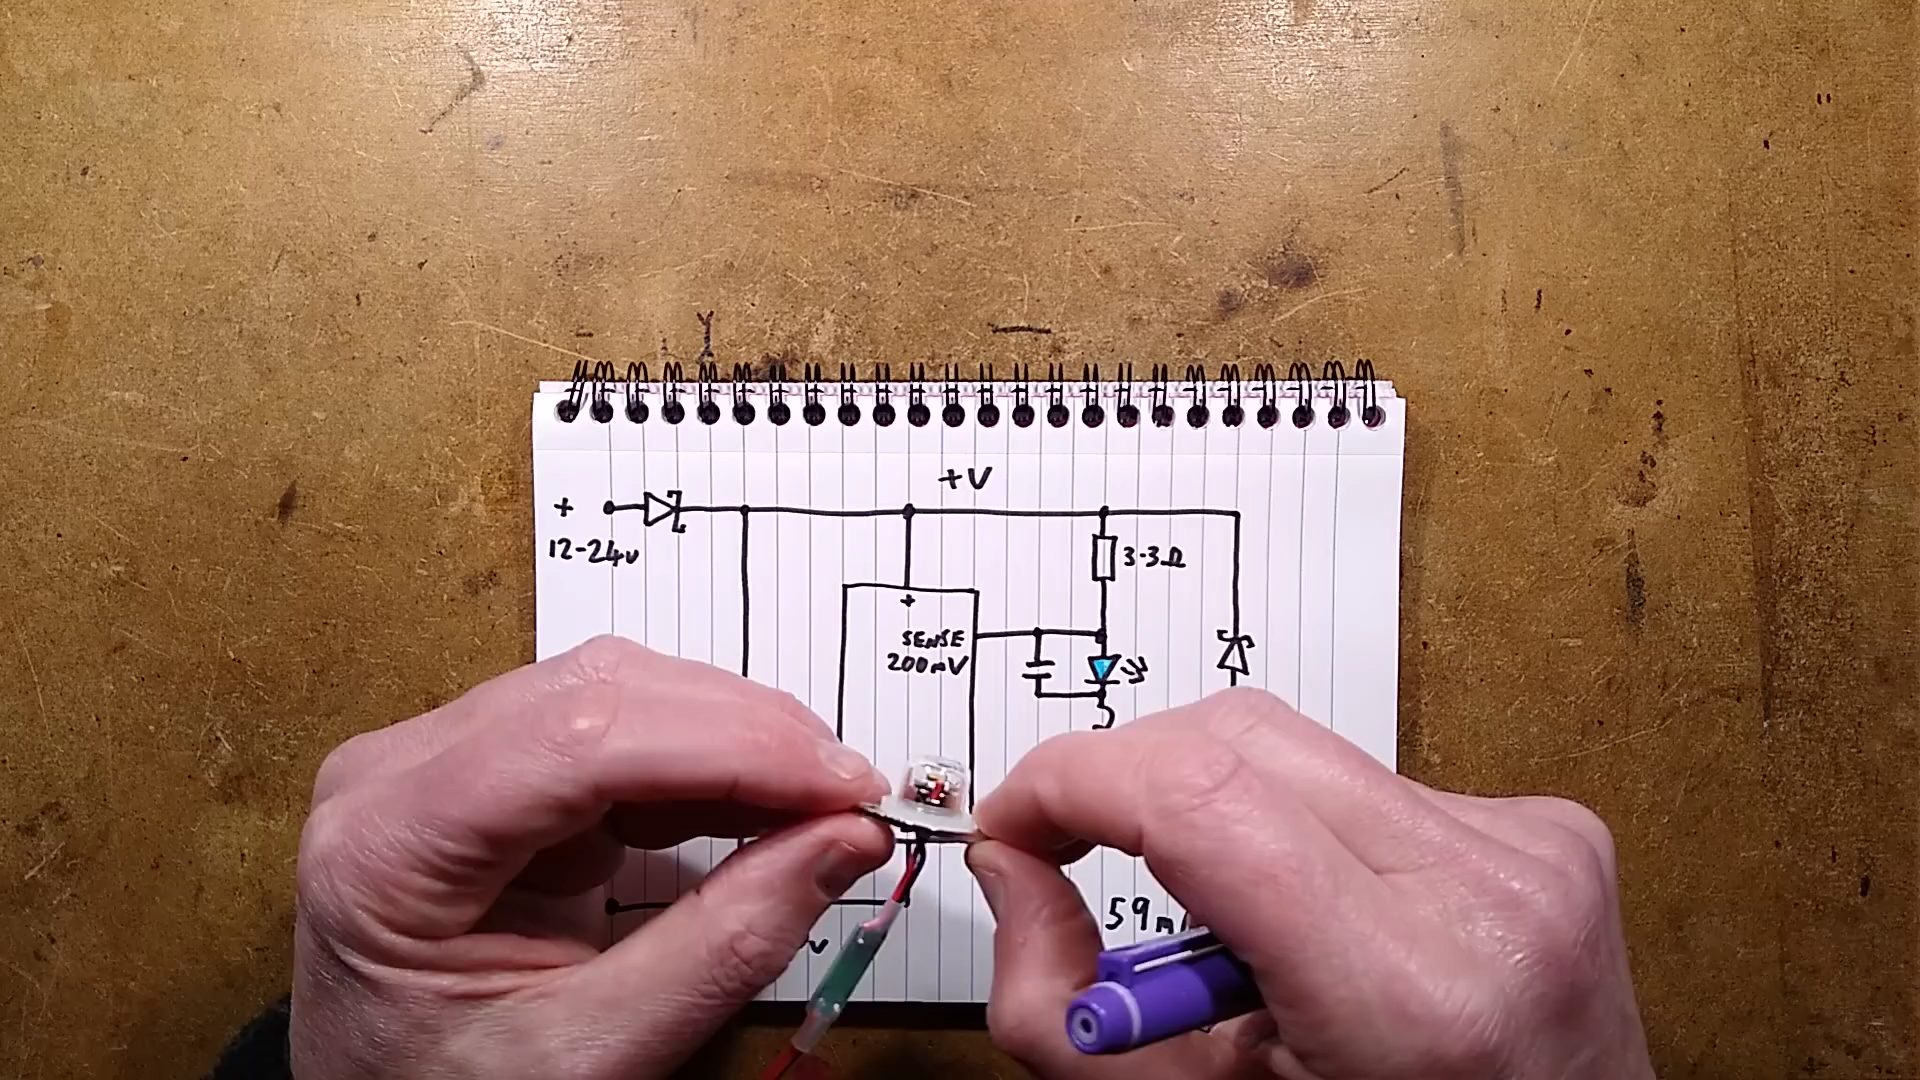 +V
+
12-24v
3-3Ω
+
SENSE
200mV
59m
v